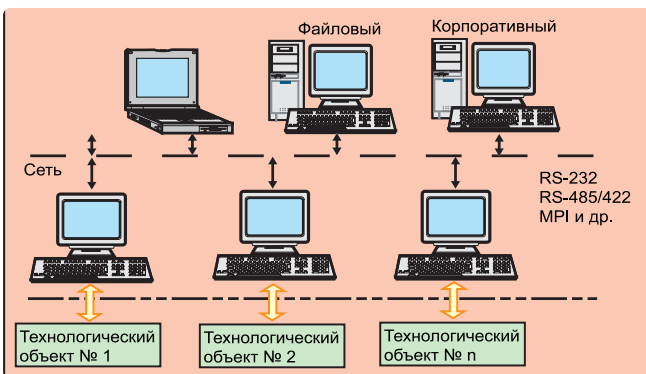 Файловый
Корпоративный
Сеть
RS-232
RS-485/422
MPI и др.
Технологический
объект № 1
Технологический
объект № 2
Технологический
объект № n